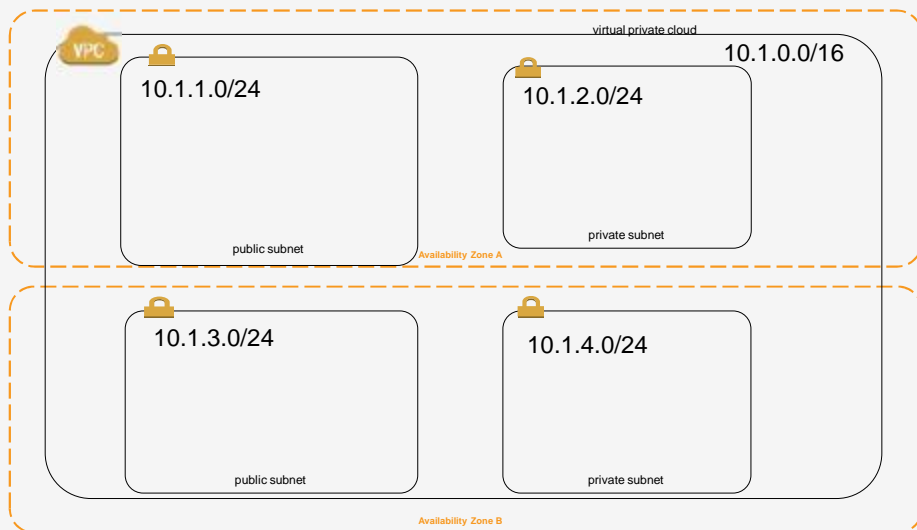 virtual private cloud
VPC
10.1.0.0/16
10.1.1.0/24
10.1.2.0/24
public subnet
private subnet
Availability Zone A
10.1.3.0/24
10.1.4.0/24
public subnet
private subnet
Availability Zone B